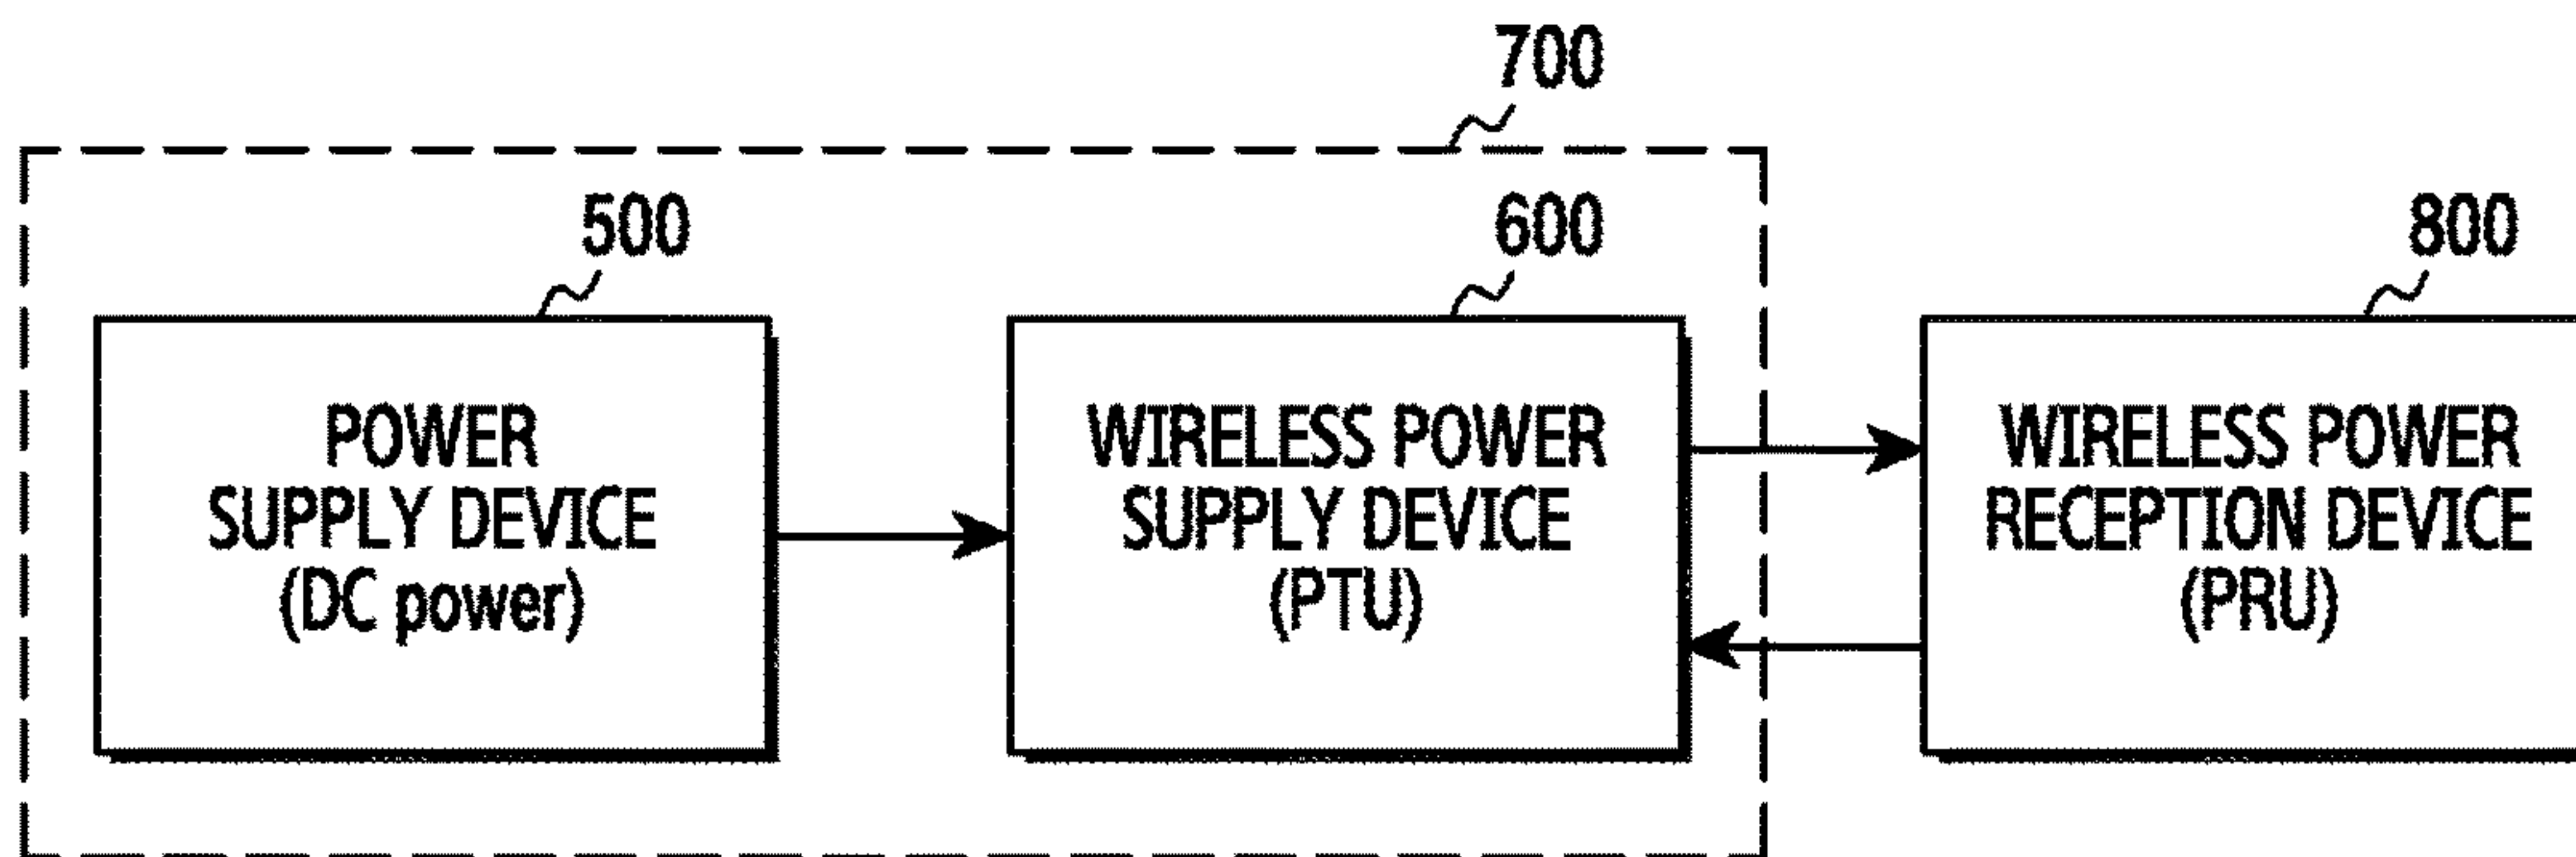 700
500
600
800
POWER
SUPPLY DEVICE
(DC power)
WIRELESS POWER
SUPPLY DEVICE
(PTU)
WIRELESS POWER
RECEPTION DEVICE
(PRU)